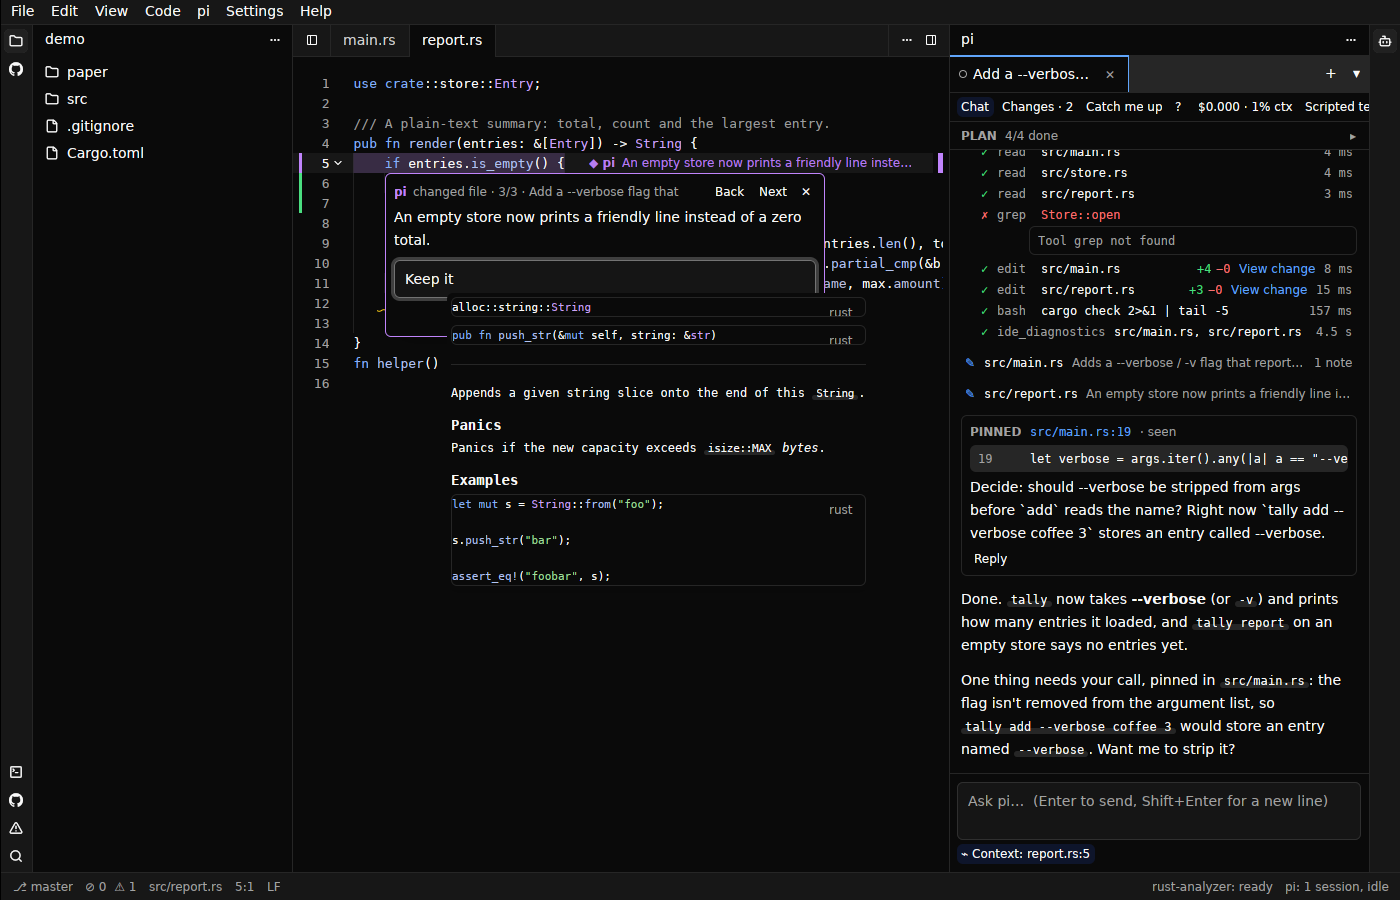 File Edit View Code pi Settings Help
demo
paper
src
.gitignore
Cargo.toml
main.rs report.rs
1 use crate::store::Entry;
2
3 /// A plain-text summary: total, count and the largest entry.
4 pub fn render(entries: &[Entry]) -> String {
5 if entries.is_empty() { ◆ pi An empty store now prints a friendly line inste…
6
7
8
9 ntries.len(), to
10 .partial_cmp(&b
11 ame, max.amount
12
13
14 }
15 fn helper()
16
pi changed file · 3/3 · Add a --verbose flag that Back Next ×
An empty store now prints a friendly line instead of a zero
total.
Keep it
alloc::string::String rust
pub fn push_str(&mut self, string: &str) rust
Appends a given string slice onto the end of this String.
Panics
Panics if the new capacity exceeds isize::MAX bytes.
Examples
let mut s = String::from("foo"); rust
s.push_str("bar");
assert_eq!("foobar", s);
pi
Add a --verbos… ×
Chat Changes · 2 Catch me up ? $0.000 · 1% ctx Scripted te
PLAN 4/4 done
✓ read src/main.rs 4 ms
✓ read src/store.rs 4 ms
✓ read src/report.rs 3 ms
✗ grep Store::open
Tool grep not found
✓ edit src/main.rs +4 −0 View change 8 ms
✓ edit src/report.rs +3 −0 View change 15 ms
✓ bash cargo check 2>&1 | tail -5 157 ms
✓ ide_diagnostics src/main.rs, src/report.rs 4.5 s
✎ src/main.rs Adds a --verbose / -v flag that report… 1 note
✎ src/report.rs An empty store now prints a friendly line i…
PINNED src/main.rs:19 · seen
19 let verbose = args.iter().any(|a| a == "--ve
Decide: should --verbose be stripped from args
before `add` reads the name? Right now `tally add --
verbose coffee 3` stores an entry called --verbose.
Reply
Done. tally now takes --verbose (or -v) and prints
how many entries it loaded, and tally report on an
empty store says no entries yet.
One thing needs your call, pinned in src/main.rs: the
flag isn't removed from the argument list, so
tally add --verbose coffee 3 would store an entry
named --verbose. Want me to strip it?
Ask pi… (Enter to send, Shift+Enter for a new line)
Context: report.rs:5
master 0 1 src/report.rs 5:1 LF
rust-analyzer: ready pi: 1 session, idle